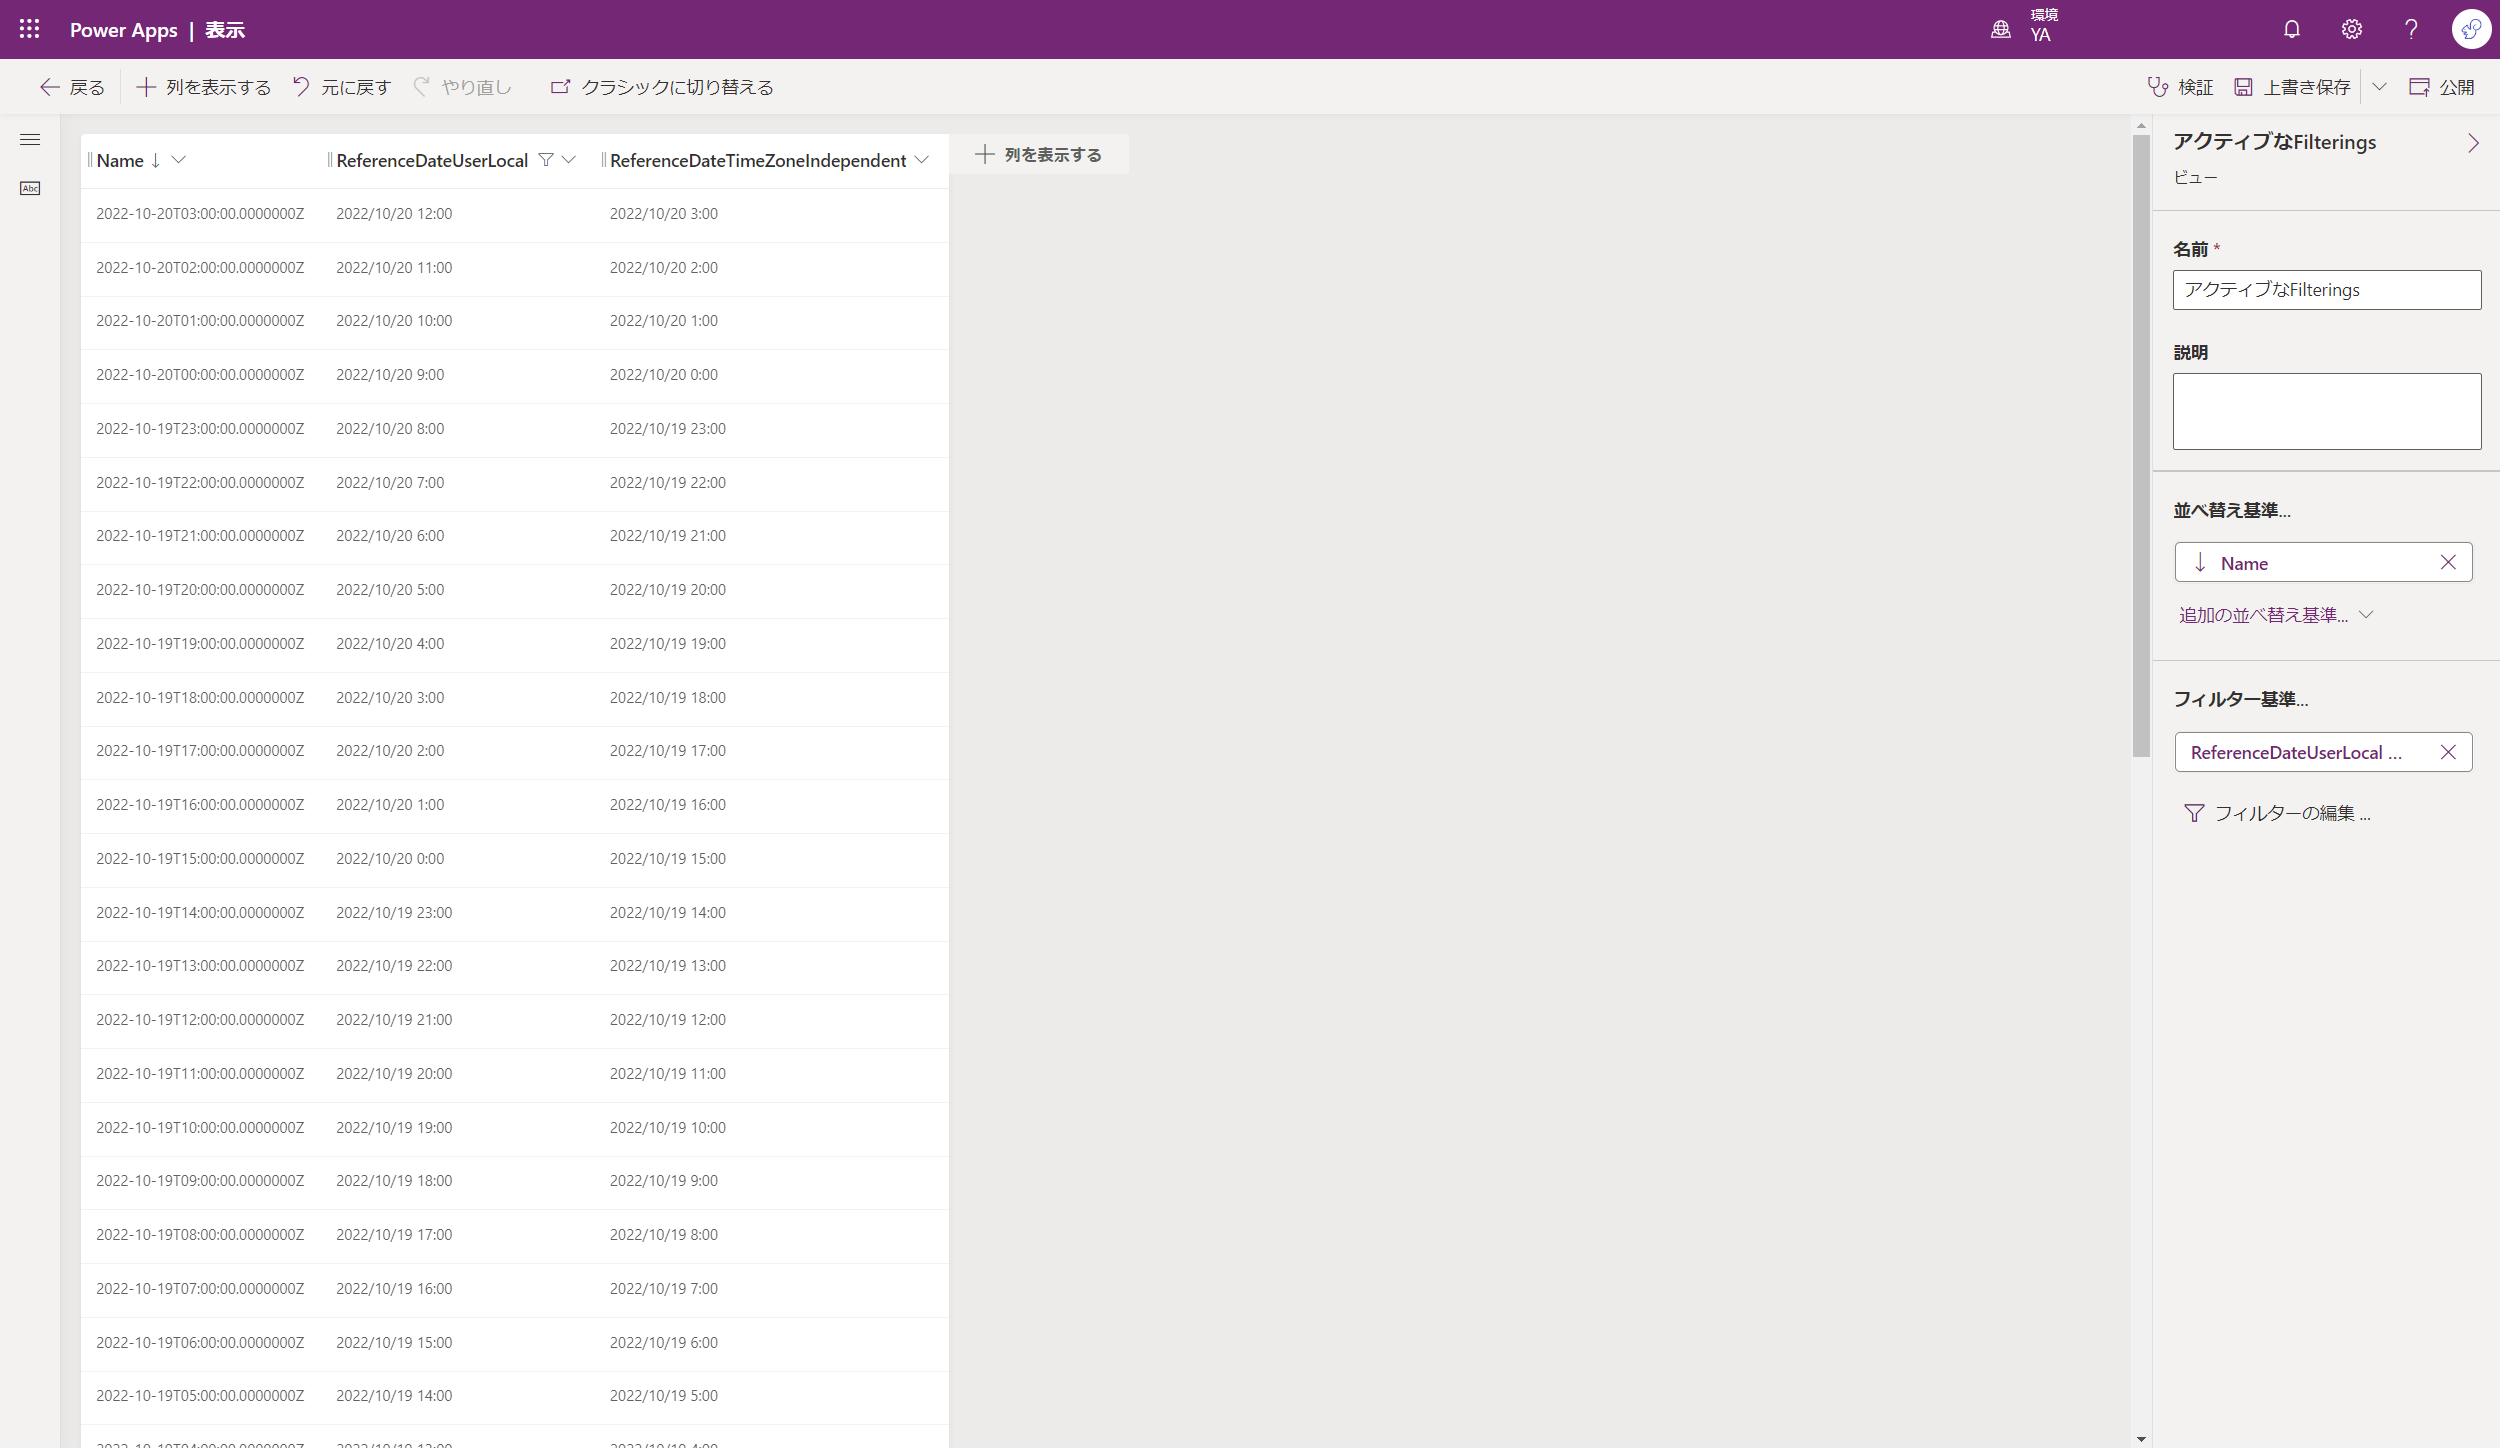 Power Apps | 表示
環境
YA
戻る
列を表示する
元に戻す
やり直し
クラシックに切り替える
検証
上書き保存
公開
Abc
Name ReferenceDateUserLocal ReferenceDateTimeZoneIndependent
列を表示する
2022-10-20T03:00:00.0000000Z 2022/10/20 12:00 2022/10/20 3:00
2022-10-20T02:00:00.0000000Z 2022/10/20 11:00 2022/10/20 2:00
2022-10-20T01:00:00.0000000Z 2022/10/20 10:00 2022/10/20 1:00
2022-10-20T00:00:00.0000000Z 2022/10/20 9:00 2022/10/20 0:00
2022-10-19T23:00:00.0000000Z 2022/10/20 8:00 2022/10/19 23:00
2022-10-19T22:00:00.0000000Z 2022/10/20 7:00 2022/10/19 22:00
2022-10-19T21:00:00.0000000Z 2022/10/20 6:00 2022/10/19 21:00
2022-10-19T20:00:00.0000000Z 2022/10/20 5:00 2022/10/19 20:00
2022-10-19T19:00:00.0000000Z 2022/10/20 4:00 2022/10/19 19:00
2022-10-19T18:00:00.0000000Z 2022/10/20 3:00 2022/10/19 18:00
2022-10-19T17:00:00.0000000Z 2022/10/20 2:00 2022/10/19 17:00
2022-10-19T16:00:00.0000000Z 2022/10/20 1:00 2022/10/19 16:00
2022-10-19T15:00:00.0000000Z 2022/10/20 0:00 2022/10/19 15:00
2022-10-19T14:00:00.0000000Z 2022/10/19 23:00 2022/10/19 14:00
2022-10-19T13:00:00.0000000Z 2022/10/19 22:00 2022/10/19 13:00
2022-10-19T12:00:00.0000000Z 2022/10/19 21:00 2022/10/19 12:00
2022-10-19T11:00:00.0000000Z 2022/10/19 20:00 2022/10/19 11:00
2022-10-19T10:00:00.0000000Z 2022/10/19 19:00 2022/10/19 10:00
2022-10-19T09:00:00.0000000Z 2022/10/19 18:00 2022/10/19 9:00
2022-10-19T08:00:00.0000000Z 2022/10/19 17:00 2022/10/19 8:00
2022-10-19T07:00:00.0000000Z 2022/10/19 16:00 2022/10/19 7:00
2022-10-19T06:00:00.0000000Z 2022/10/19 15:00 2022/10/19 6:00
2022-10-19T05:00:00.0000000Z 2022/10/19 14:00 2022/10/19 5:00
アクティブなFilterings
ビュー
名前 *
アクティブなFilterings
説明
並べ替え基準...
Name
追加の並べ替え基準...
フィルター基準...
ReferenceDateUserLocal ...
フィルターの編集 ...